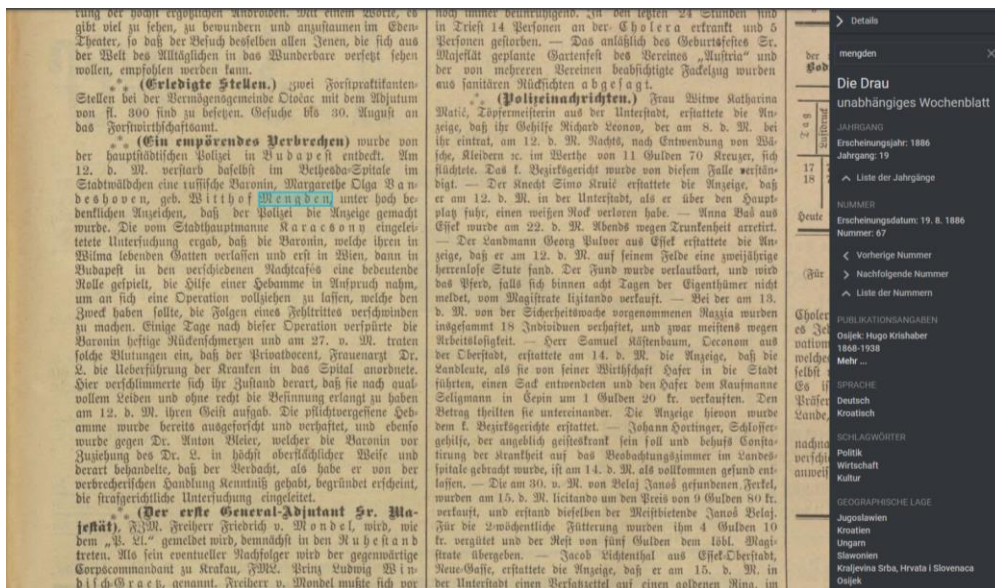 rung der höchst ergötzlichen Androiden. Mit einem Worte, es
gibt viel zu sehen, zu bewundern und anzustaunen im Eden-
Theater, so daß der Besuch desselben allen Jenen, die sich aus
der Welt des Alltäglichen in das Wunderbare versetzt sehen
wollen, empfohlen werden kann.
*** (Erledigte Stellen.) zwei Forstpraktikanten-
Stellen bei der Vermögensgemeinde Otočac mit dem Adjutum
von fl. 300 sind zu besetzen. Gesuche bis 30. August an
das Forstwirthschaftsamt.
*** (Ein empörendes Verbrechen) wurde von
der hauptstädtischen Polizei in Budapest entdeckt. Am
12. d. M. verstarb daselbst im Bethesda-Spitale im
Stadtwäldchen eine russische Baronin, Margarethe Olga Van-
deshoven, geb. Witthof Mengden, unter hoch be-
denklichen Anzeichen, daß der Polizei die Anzeige gemacht
wurde. Die vom Stadthauptmanne Karacsony eingelei-
tetete Untersuchung ergab, daß die Baronin, welche ihren in
Wilma lebenden Gatten verlassen und erst in Wien, dann in
Budapest in den verschiedenen Nachtcafés eine bedeutende
Rolle gespielt, die Hilfe einer Hebamme in Anspruch nahm,
um an sich eine Operation vollziehen zu lassen, welche den
Zweck haben sollte, die Folgen eines Fehltrittes verschwinden
zu machen. Einige Tage nach dieser Operation verspürte die
Baronin heftige Rückenschmerzen und am 27. v. M. traten
solche Blutungen ein, daß der Privatdocent, Frauenarzt Dr.
L. die Ueberführung der Kranken in das Spital anordnete.
Hier verschlimmerte sich ihr Zustand derart, daß sie nach qual-
vollem Leiden und ohne recht die Besinnung erlangt zu haben
am 12. d. M. ihren Geist aufgab. Die pflichtvergessene Heb-
amme wurde bereits ausgeforscht und verhaftet, und ebenso
wurde gegen Dr. Anton Bleier, welcher die Baronin vor
Zuziehung des Dr. L. in höchst oberflächlicher Weise und
derart behandelte, daß der Verdacht, als habe er von der
verbrecherischen Handlung Kenntniß gehabt, begründet erscheint,
die strafgerichtliche Untersuchung eingeleitet.
*** (Der erste General-Adjutant Sr. Ma-
jestät), FZM. Freiherr Friedrich v. Mondel, wird, wie
dem „P. Ll.“ gemeldet wird, demnächst in den Ruhestand
treten. Als sein eventueller Nachfolger wird der gegenwärtige
Corpscommandant zu Krakau, FML. Prinz Ludwig Win-
disch-Graetz, genannt. Freiherr v. Mondel mußte sich vor
noch immer beunruhigend. In den letzten 24 Stunden sind
in Triest 14 Personen an der Cholera erkrankt und 5
Personen gestorben. — Das anläßlich des Geburtsfestes Sr.
Majestät geplante Gartenfest des Vereines „Austria“ und
der von mehreren Vereinen beabsichtigte Fackelzug wurden
aus sanitären Rücksichten abgesagt.
*** (Polizeinachrichten.) Frau Witwe Katharina
Matić, Töpfermeisterin aus der Unterstadt, erstattete die An-
zeige, daß ihr Gehilfe Richard Leonov, der am 8. d. M. bei
ihr eintrat, am 12. d. M. Nachts, nach Entwendung von Wä-
sche, Kleidern ꝛc. im Werthe von 11 Gulden 70 Kreuzer, sich
flüchtete. Das k. Bezirksgericht wurde von diesem Falle verstän-
digt. — Der Knecht Simo Kruić erstattete die Anzeige, daß
er am 12. d. M. in der Unterstadt, als er über den Haupt-
platz fuhr, einen weißen Rock verloren habe. — Anna Bas aus
Essek wurde am 22. d. M. Abends wegen Trunkenheit arretirt.
— Der Landmann Georg Pulvor aus Essek erstattete die An-
zeige, daß er am 12. d. M. auf seinem Felde eine zweijährige
herrenlose Stute fand. Der Fund wurde verlautbart, und wird
das Pferd, falls sich binnen acht Tagen der Eigenthümer nicht
meldet, vom Magistrate lizitando verkauft. — Bei der am 13.
d. M. von der Sicherheitswache vorgenommenen Razzia wurden
insgesammt 18 Individuen verhaftet, und zwar meistens wegen
Arbeitslosigkeit. — Herr Samuel Kästenbaum, Oeconom aus
der Oberstadt, erstattete am 14. d. M. die Anzeige, daß die
Landleute, als sie von seiner Wirthschaft Hafer in die Stadt
führten, einen Sack entwendeten und den Hafer dem Kaufmanne
Seligmann in Čepin um 1 Gulden 20 kr. verkauften. Den
Betrag theilten sie untereinander. Die Anzeige hievon wurde
dem k. Bezirksgerichte erstattet. — Johann Hortinger, Schlosser-
gehilfe, der angeblich geisteskrank sein soll und behufs Consta-
tirung der Krankheit auf das Beobachtungszimmer im Landes-
spitale gebracht wurde, ist am 14. d. M. als vollkommen gesund ent-
lassen. — Die am 30. v. M. von Belaj Janoš gefundenen Ferkel,
wurden am 15. d. M. licitando um den Preis von 9 Gulden 80 kr.
verkauft, und erstand dieselben der Meistbietende Janoš Belaj.
Für die 2-wöchentliche Fütterung wurden ihm 4 Gulden 10
kr. vergütet und der Rest von fünf Gulden dem löbl. Magi-
strate übergeben. — Jacob Lichtenthal aus Essek-Oberstadt,
Neue-Gasse, erstattete die Anzeige, daß er am 15. d. M. in
der Unterstadt einen Versatzzettel auf einen goldenen Ring, im
der
Bod
Tag
Luftdruck
17
18
Heute
(Für
Choler
es Jed
vativm
welches
selbst
Es is
Präser
Lande,
nachna
verschi
anweis
Details
mengden
Die Drau
unabhängiges Wochenblatt
JAHRGANG
Erscheinungsjahr: 1886
Jahrgang: 19
Liste der Jahrgänge
NUMMER
Erscheinungsdatum: 19. 8. 1886
Nummer: 67
Vorherige Nummer
Nachfolgende Nummer
Liste der Nummern
PUBLIKATIONSANGABEN
Osijek: Hugo Krishaber
1868-1938
Mehr ...
SPRACHE
Deutsch
Kroatisch
SCHLAGWÖRTER
Politik
Wirtschaft
Kultur
GEOGRAPHISCHE LAGE
Jugoslawien
Kroatien
Ungarn
Slawonien
Kraljevina Srba, Hrvata i Slovenaca
Osijek